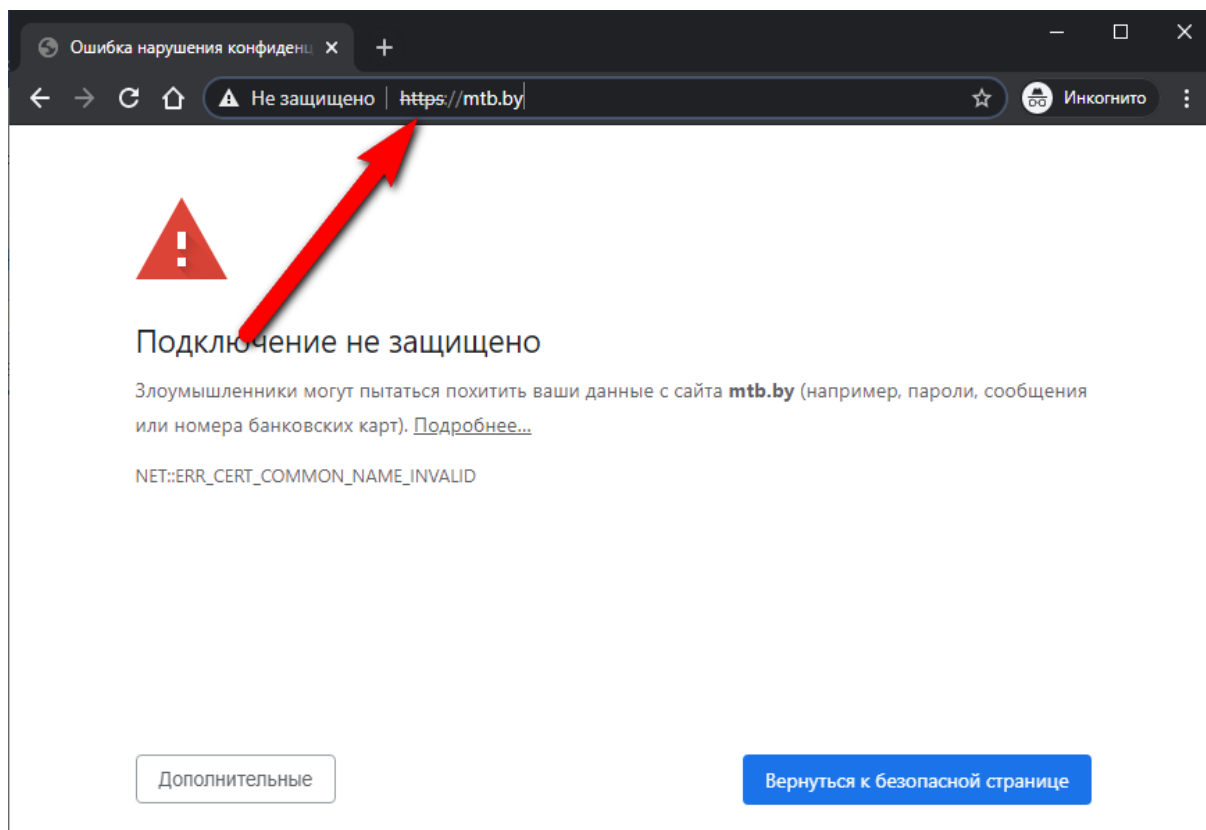 Ошибка нарушения конфиденц
Не защищено | https://mtb.by
Инкогнито
Подключение не защищено
Злоумышленники могут пытаться похитить ваши данные с сайта mtb.by (например, пароли, сообщения
или номера банковских карт). Подробнее...
NET::ERR_CERT_COMMON_NAME_INVALID
Дополнительные
Вернуться к безопасной странице